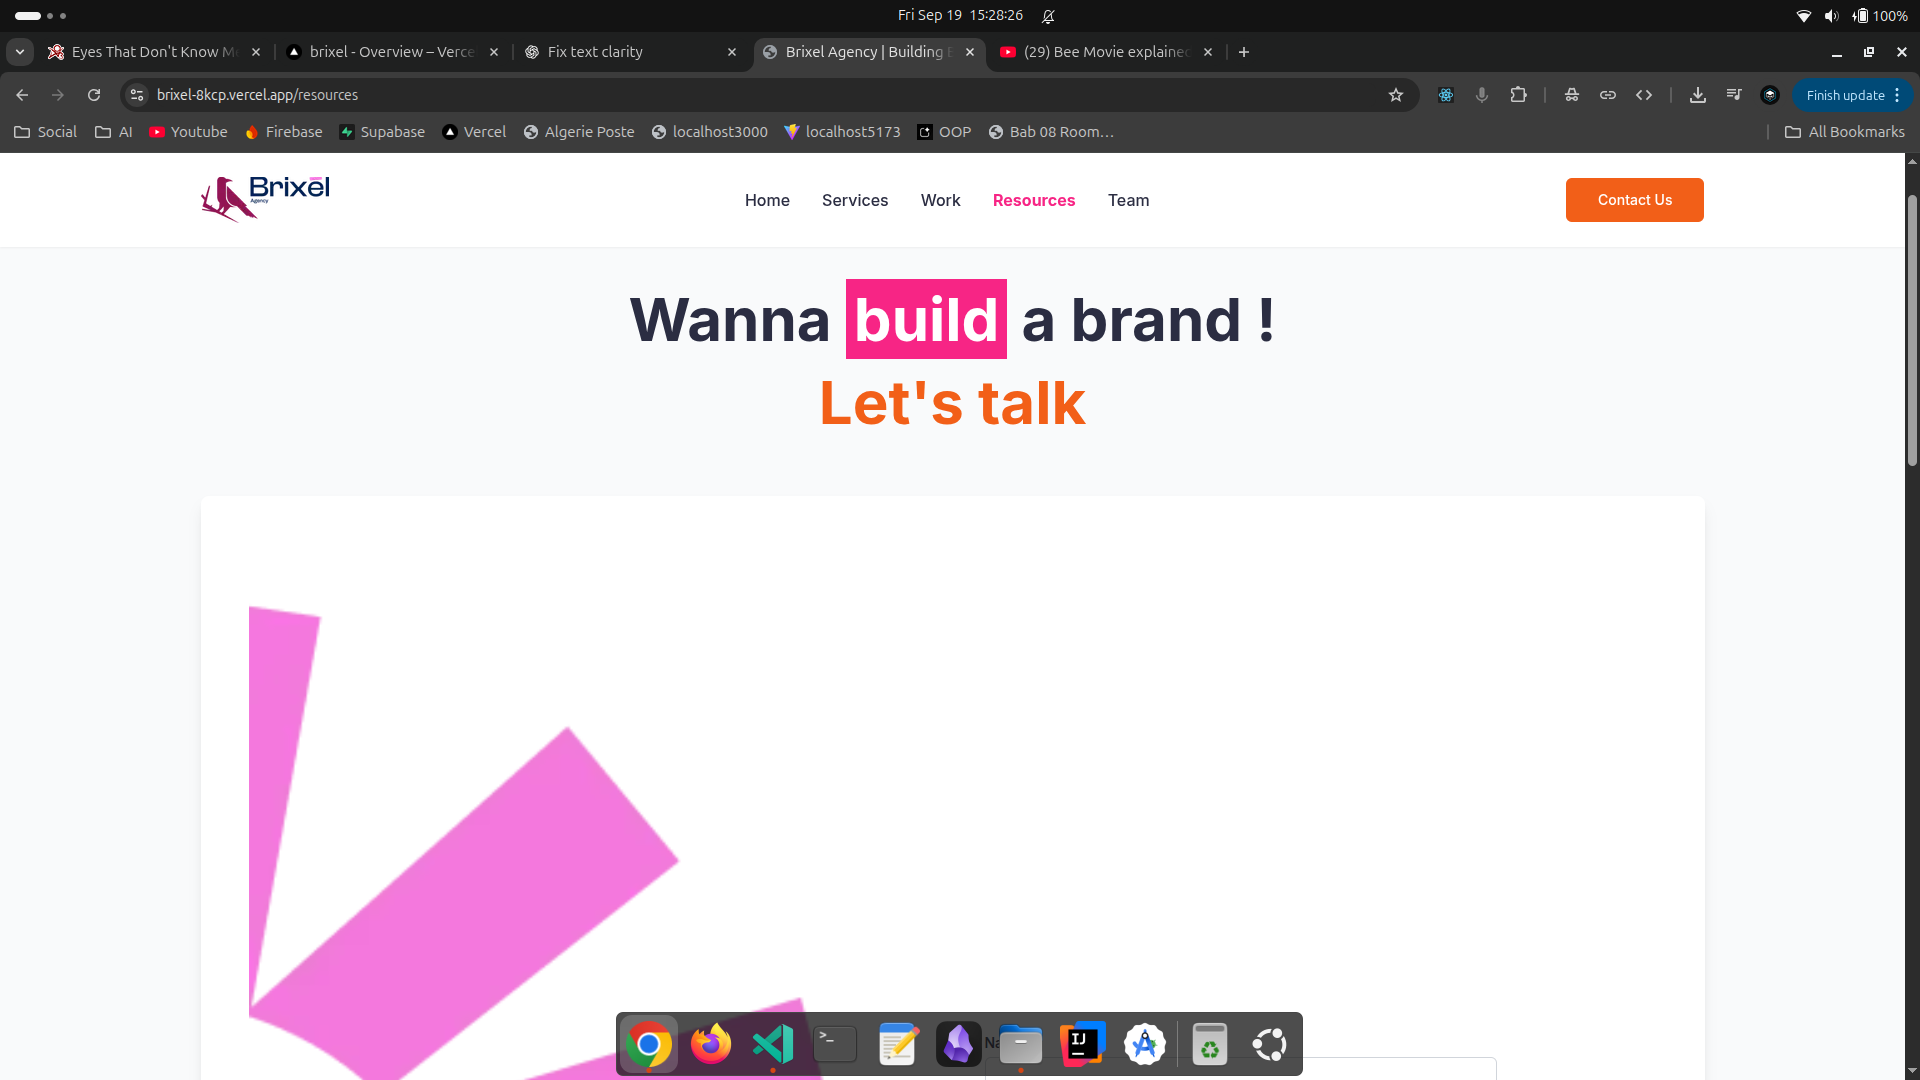 Fri Sep 19 15:28:26
100%
Eyes That Don't Know M
brixel - Overview – Verce
Fix text clarity
Brixel Agency | Building
(29) Bee Movie explained
brixel-8kcp.vercel.app/resources
Finish update
Social
AI
Youtube
Firebase
Supabase
Vercel
Algerie Poste
localhost3000
localhost5173
OOP
Bab 08 Room…
All Bookmarks
Brixel
Agency
Home
Services
Work
Resources
Team
Contact Us
Wanna build a brand !
Let's talk
>_
IJ